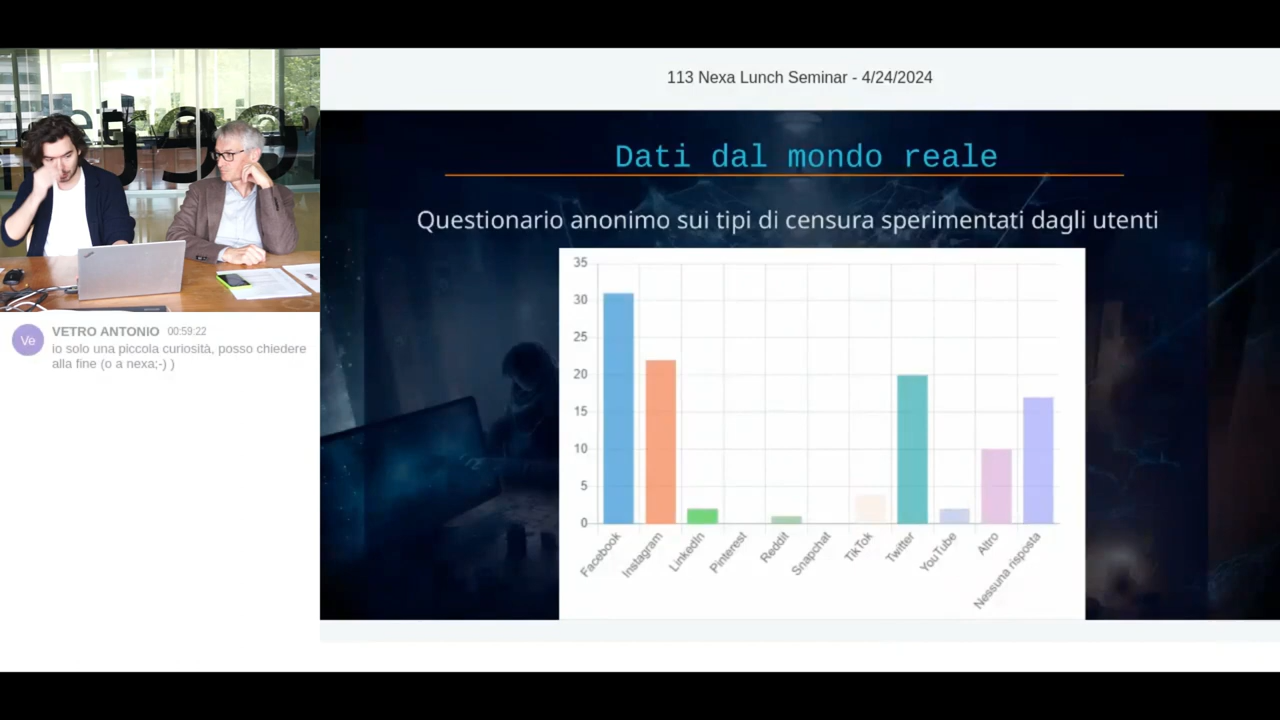 113 Nexa Lunch Seminar - 4/24/2024
Dati dal mondo reale
Questionario anonimo sui tipi di censura sperimentati dagli utenti
35
30
25
20
15
10
5
0
Facebook
Instagram
LinkedIn
Pinterest
Reddit
Snapchat
TikTok
Twitter
YouTube
Altro
Nessuna risposta
Ve
VETRO ANTONIO 00:59:22
io solo una piccola curiosità, posso chiedere
alla fine (o a nexa;-) )